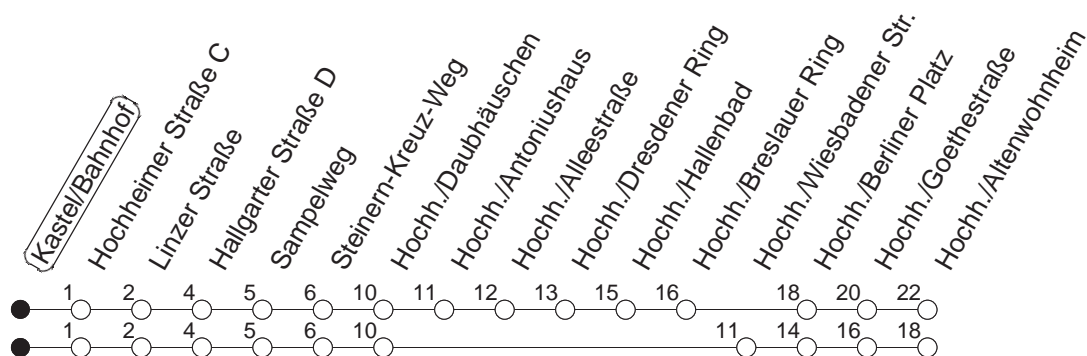 Kastel/Bahnhof
Hochheimer Straße C
Linzer Straße
Hallgarter Straße D
Sampelweg
Steinern-Kreuz-Weg
Hochh./Daubhäuschen
Hochh./Antoniushaus
Hochh./Alleestraße
Hochh./Dresdener Ring
Hochh./Hallenbad
Hochh./Breslauer Ring
Hochh./Wiesbadener Str.
Hochh./Berliner Platz
Hochh./Goethestraße
Hochh./Altenwohnheim
1 2 4 5 6 10 11 12 13 15 16 18 20 22
1 2 4 5 6 10 11 14 16 18